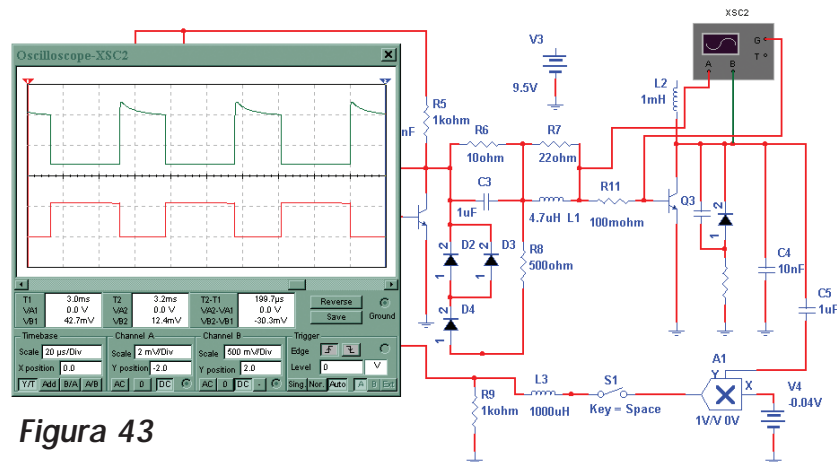 Oscilloscope-XSC2
T1 3.0ms T2 3.2ms T2-T1 199.7µs
VA1 0.0 V VA2 0.0 V VA2-VA1 0.0 V
VB1 42.7mV VB2 12.4mV VB2-VB1 -30.3mV
Reverse
Save
Ground
Timebase
Scale 20 µs/Div
X position 0.0
Y/T Add B/A A/B
Channel A
Scale 2 mV/Div
Y position -2.0
AC 0 DC
Channel B
Scale 500 mV/Div
Y position 2.0
AC 0 DC -
Trigger
Edge
Level 0 V
Sing. Nor. Auto A B Ext
XSC2
G
T
A B
V3
9.5V
L2
1mH
R5
1kohm
nF
R6
10ohm
R7
22ohm
C3
1uF
4.7uH L1
R11
100mohm
Q3
2
1
D2 2
1
D3 2
1
D4 2
1
R8
500ohm
C4
10nF
C5
1uF
R9
1kohm
L3
1000uH
S1
Key = Space
A1
Y
X
1V/V 0V
V4
-0.04V
Figura 43